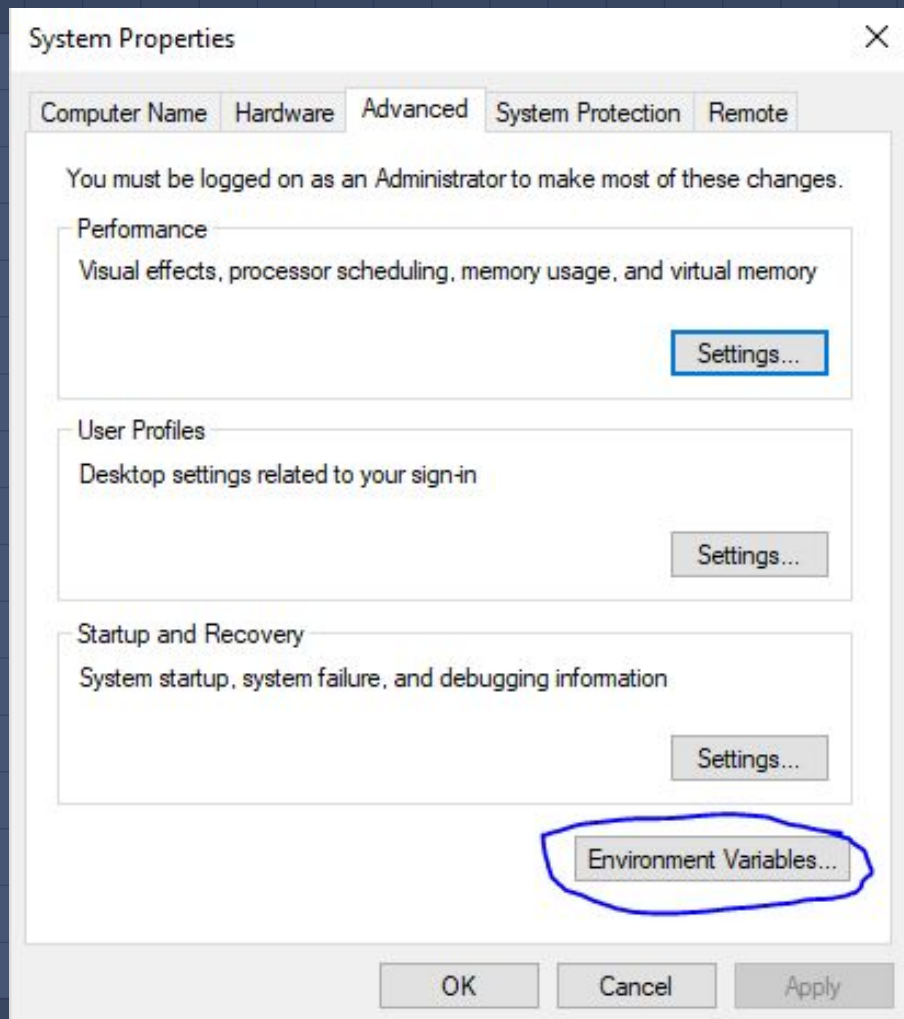 System Properties
Computer Name Hardware Advanced System Protection Remote
You must be logged on as an Administrator to make most of these changes.
Performance
Visual effects, processor scheduling, memory usage, and virtual memory
Settings...
User Profiles
Desktop settings related to your sign-in
Settings...
Startup and Recovery
System startup, system failure, and debugging information
Settings...
Environment Variables...
OK Cancel Apply